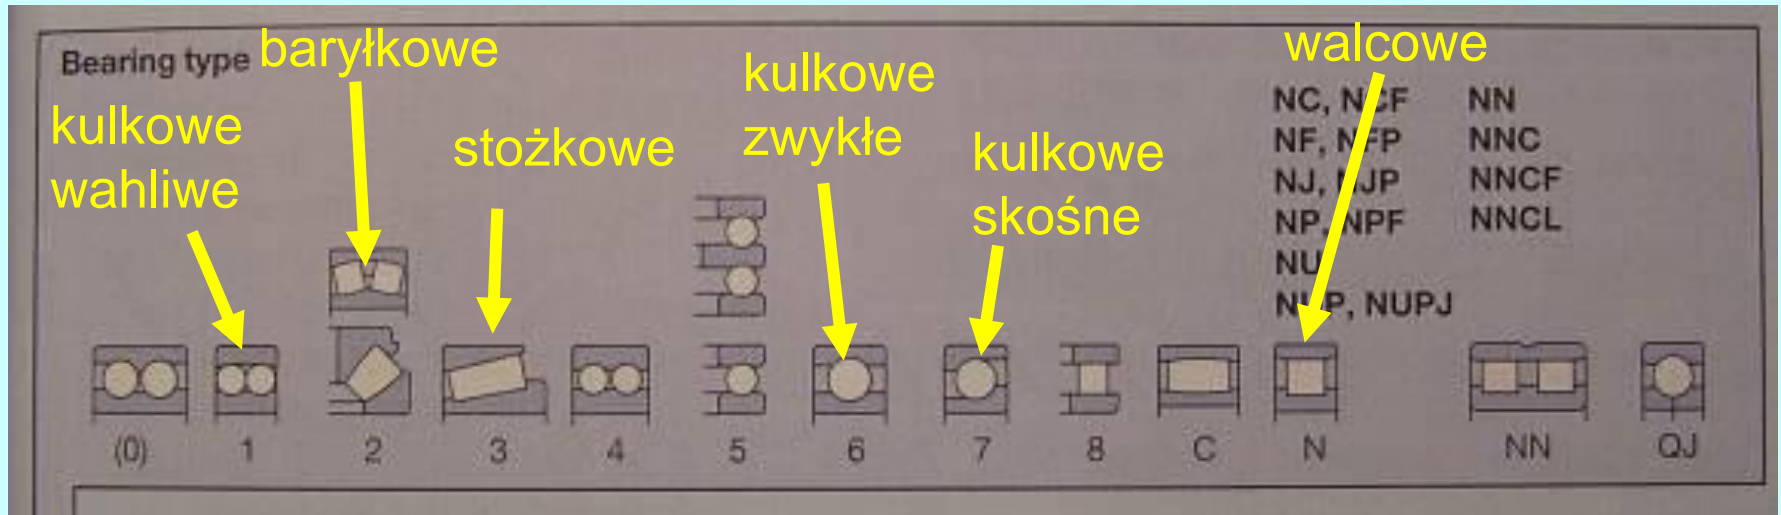 Bearing type
baryłkowe
kulkowe
wahliwe
stożkowe
kulkowe
zwykłe
kulkowe
skośne
walcowe
NC, NCF NN
NF, NFP NNC
NJ, NJP NNCF
NP, NPF NNCL
NU
NUP, NUPJ
(0) 1 2 3 4 5 6 7 8 C N NN QJ